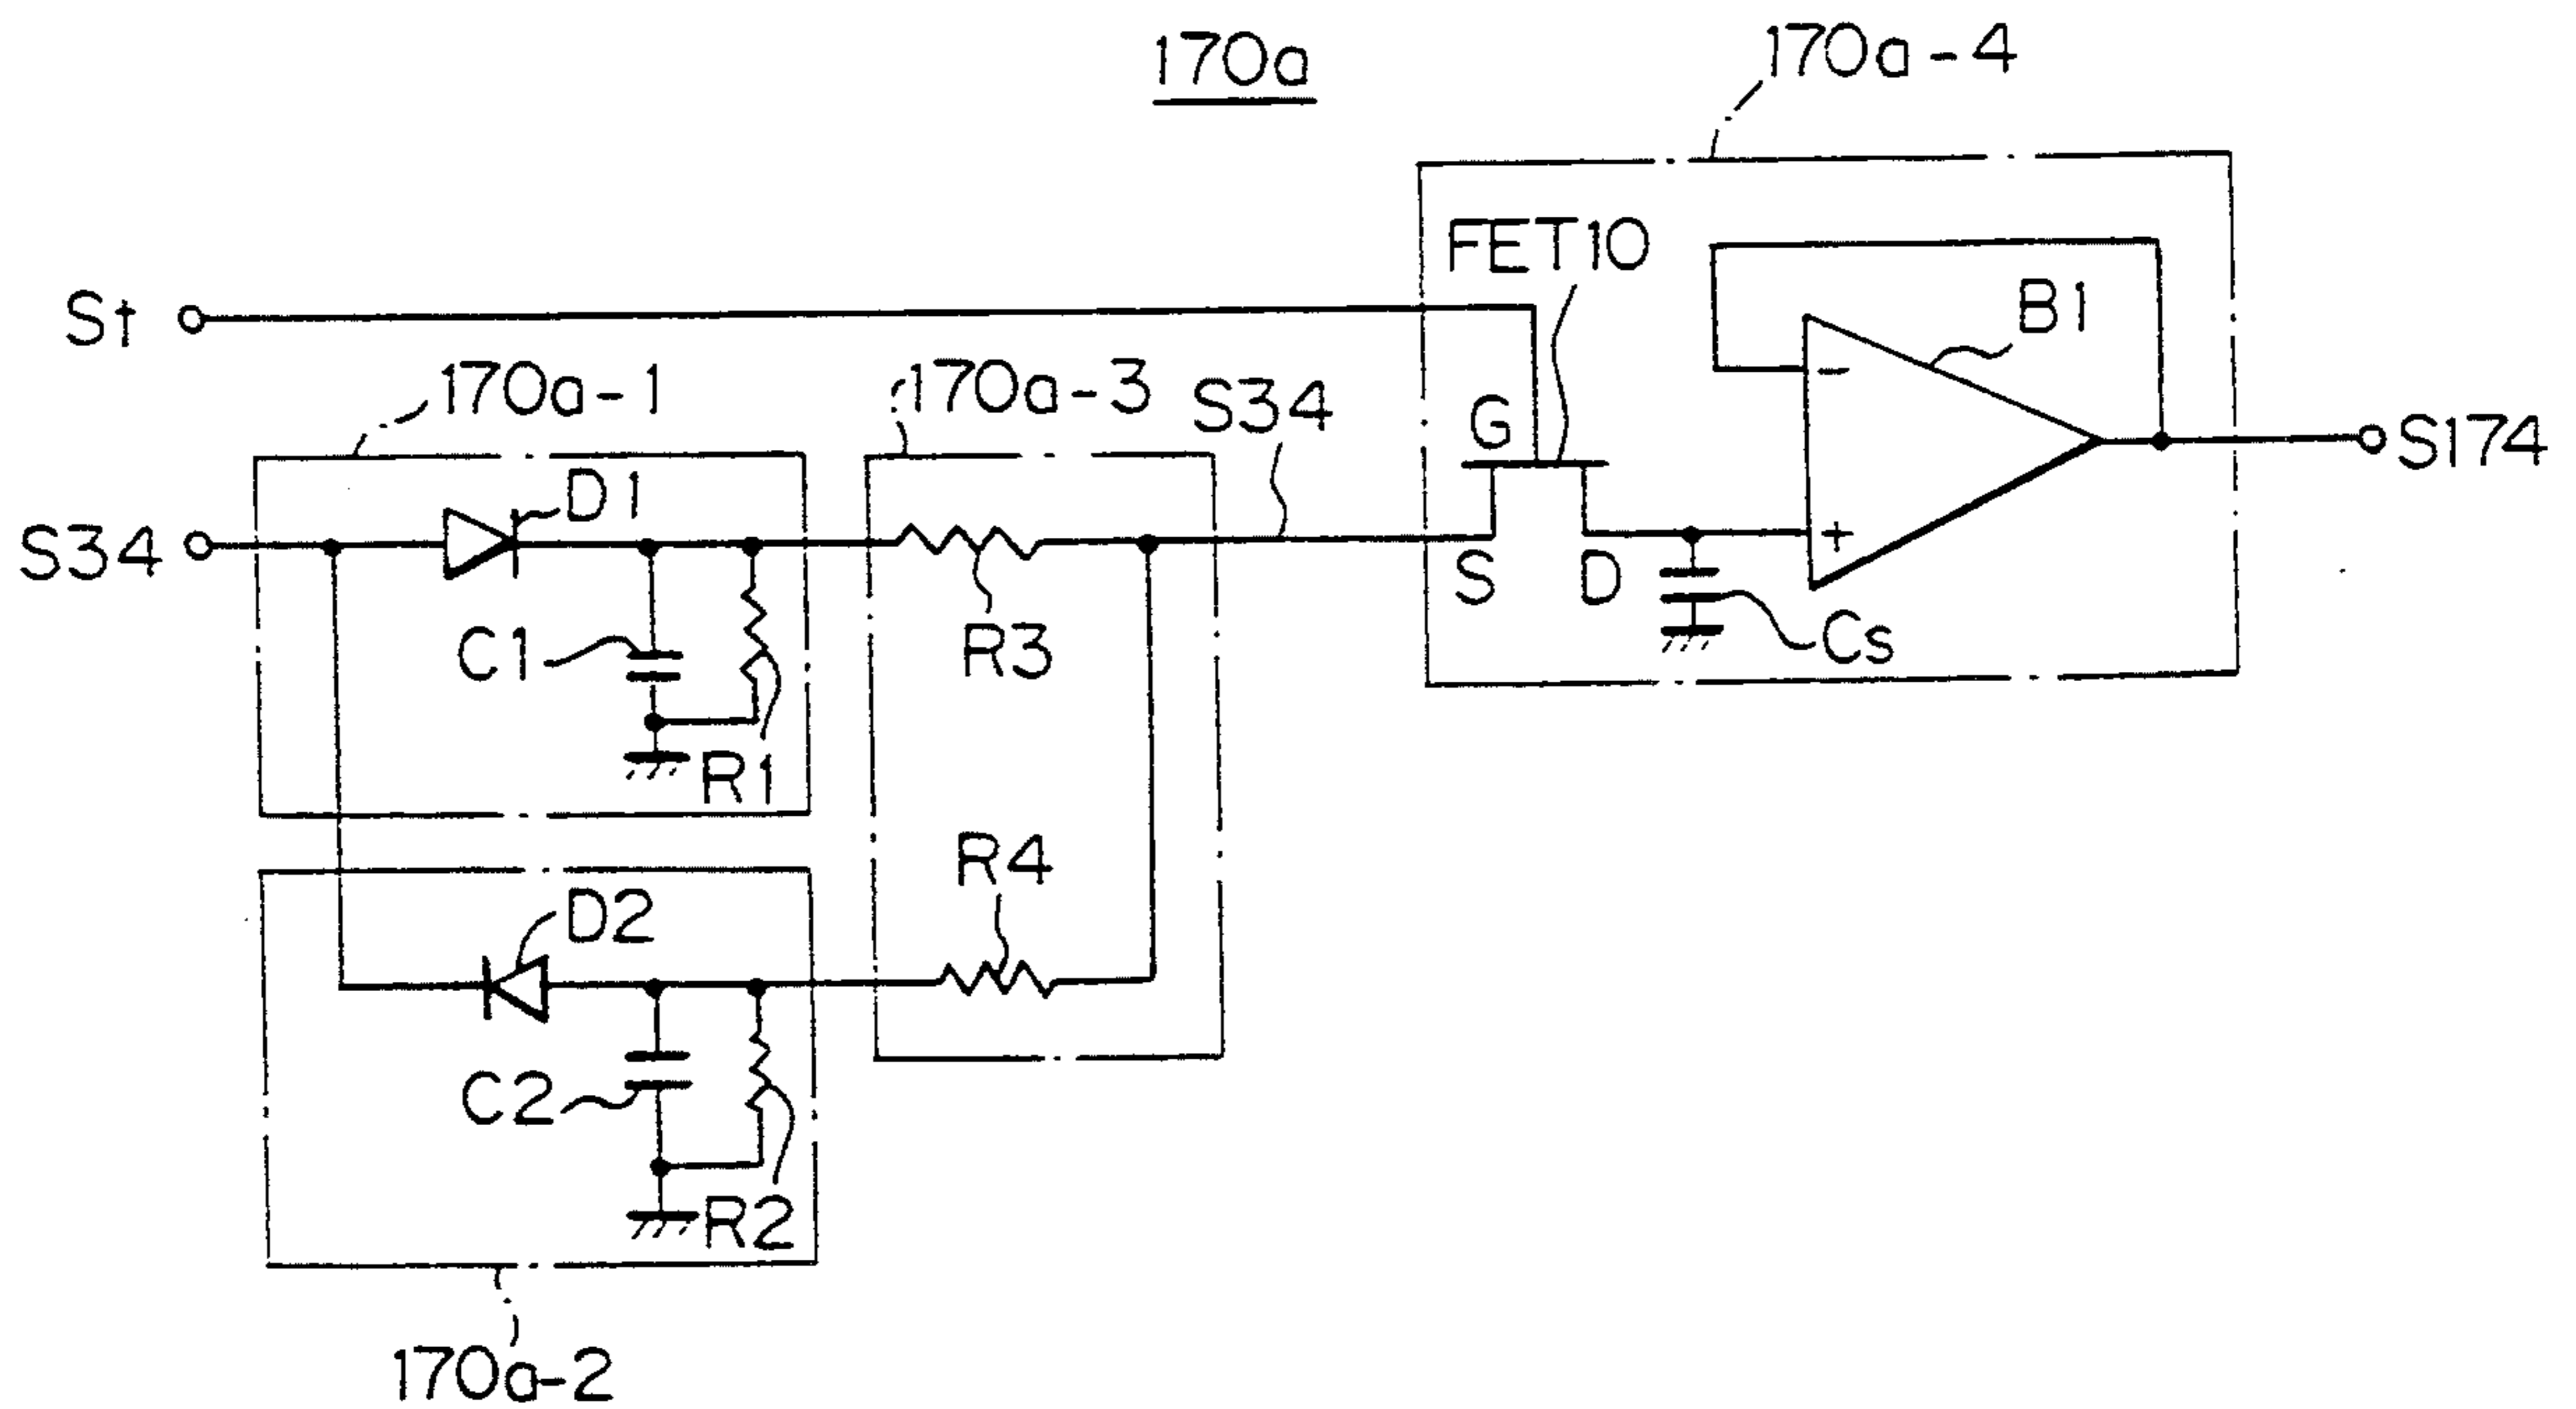 170a
170a-4
FET10
B1
St
170a-1
170a-3
S34
G
S174
D1
S34
S
D
R3
C1
Cs
R1
R4
D2
C2
R2
170a-2
-
+